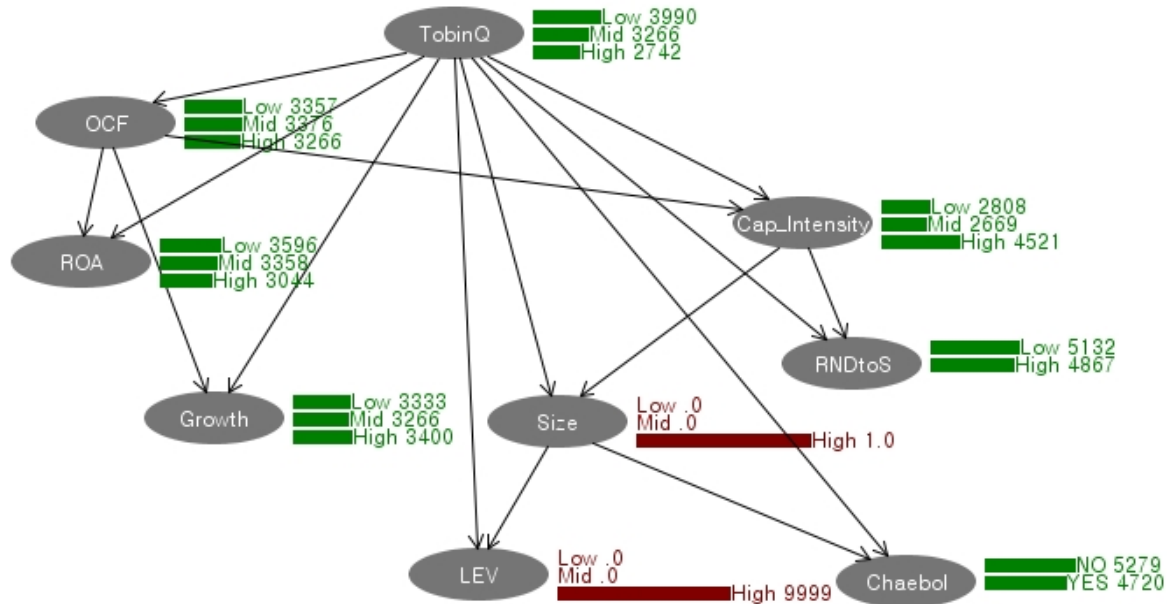 TobinQ
Low 3990
Mid 3266
High 2742
OCF
Low 3357
Mid 3376
High 3266
Cap_Intensity
Low 2808
Mid 2669
High 4521
ROA
Low 3596
Mid 3358
High 3044
RNDtoS
Low 5132
High 4867
Growth
Low 3333
Mid 3266
High 3400
Size
Low .0
Mid .0
High 1.0
LEV
Low .0
Mid .0
High 9999
Chaebol
NO 5279
YES 4720